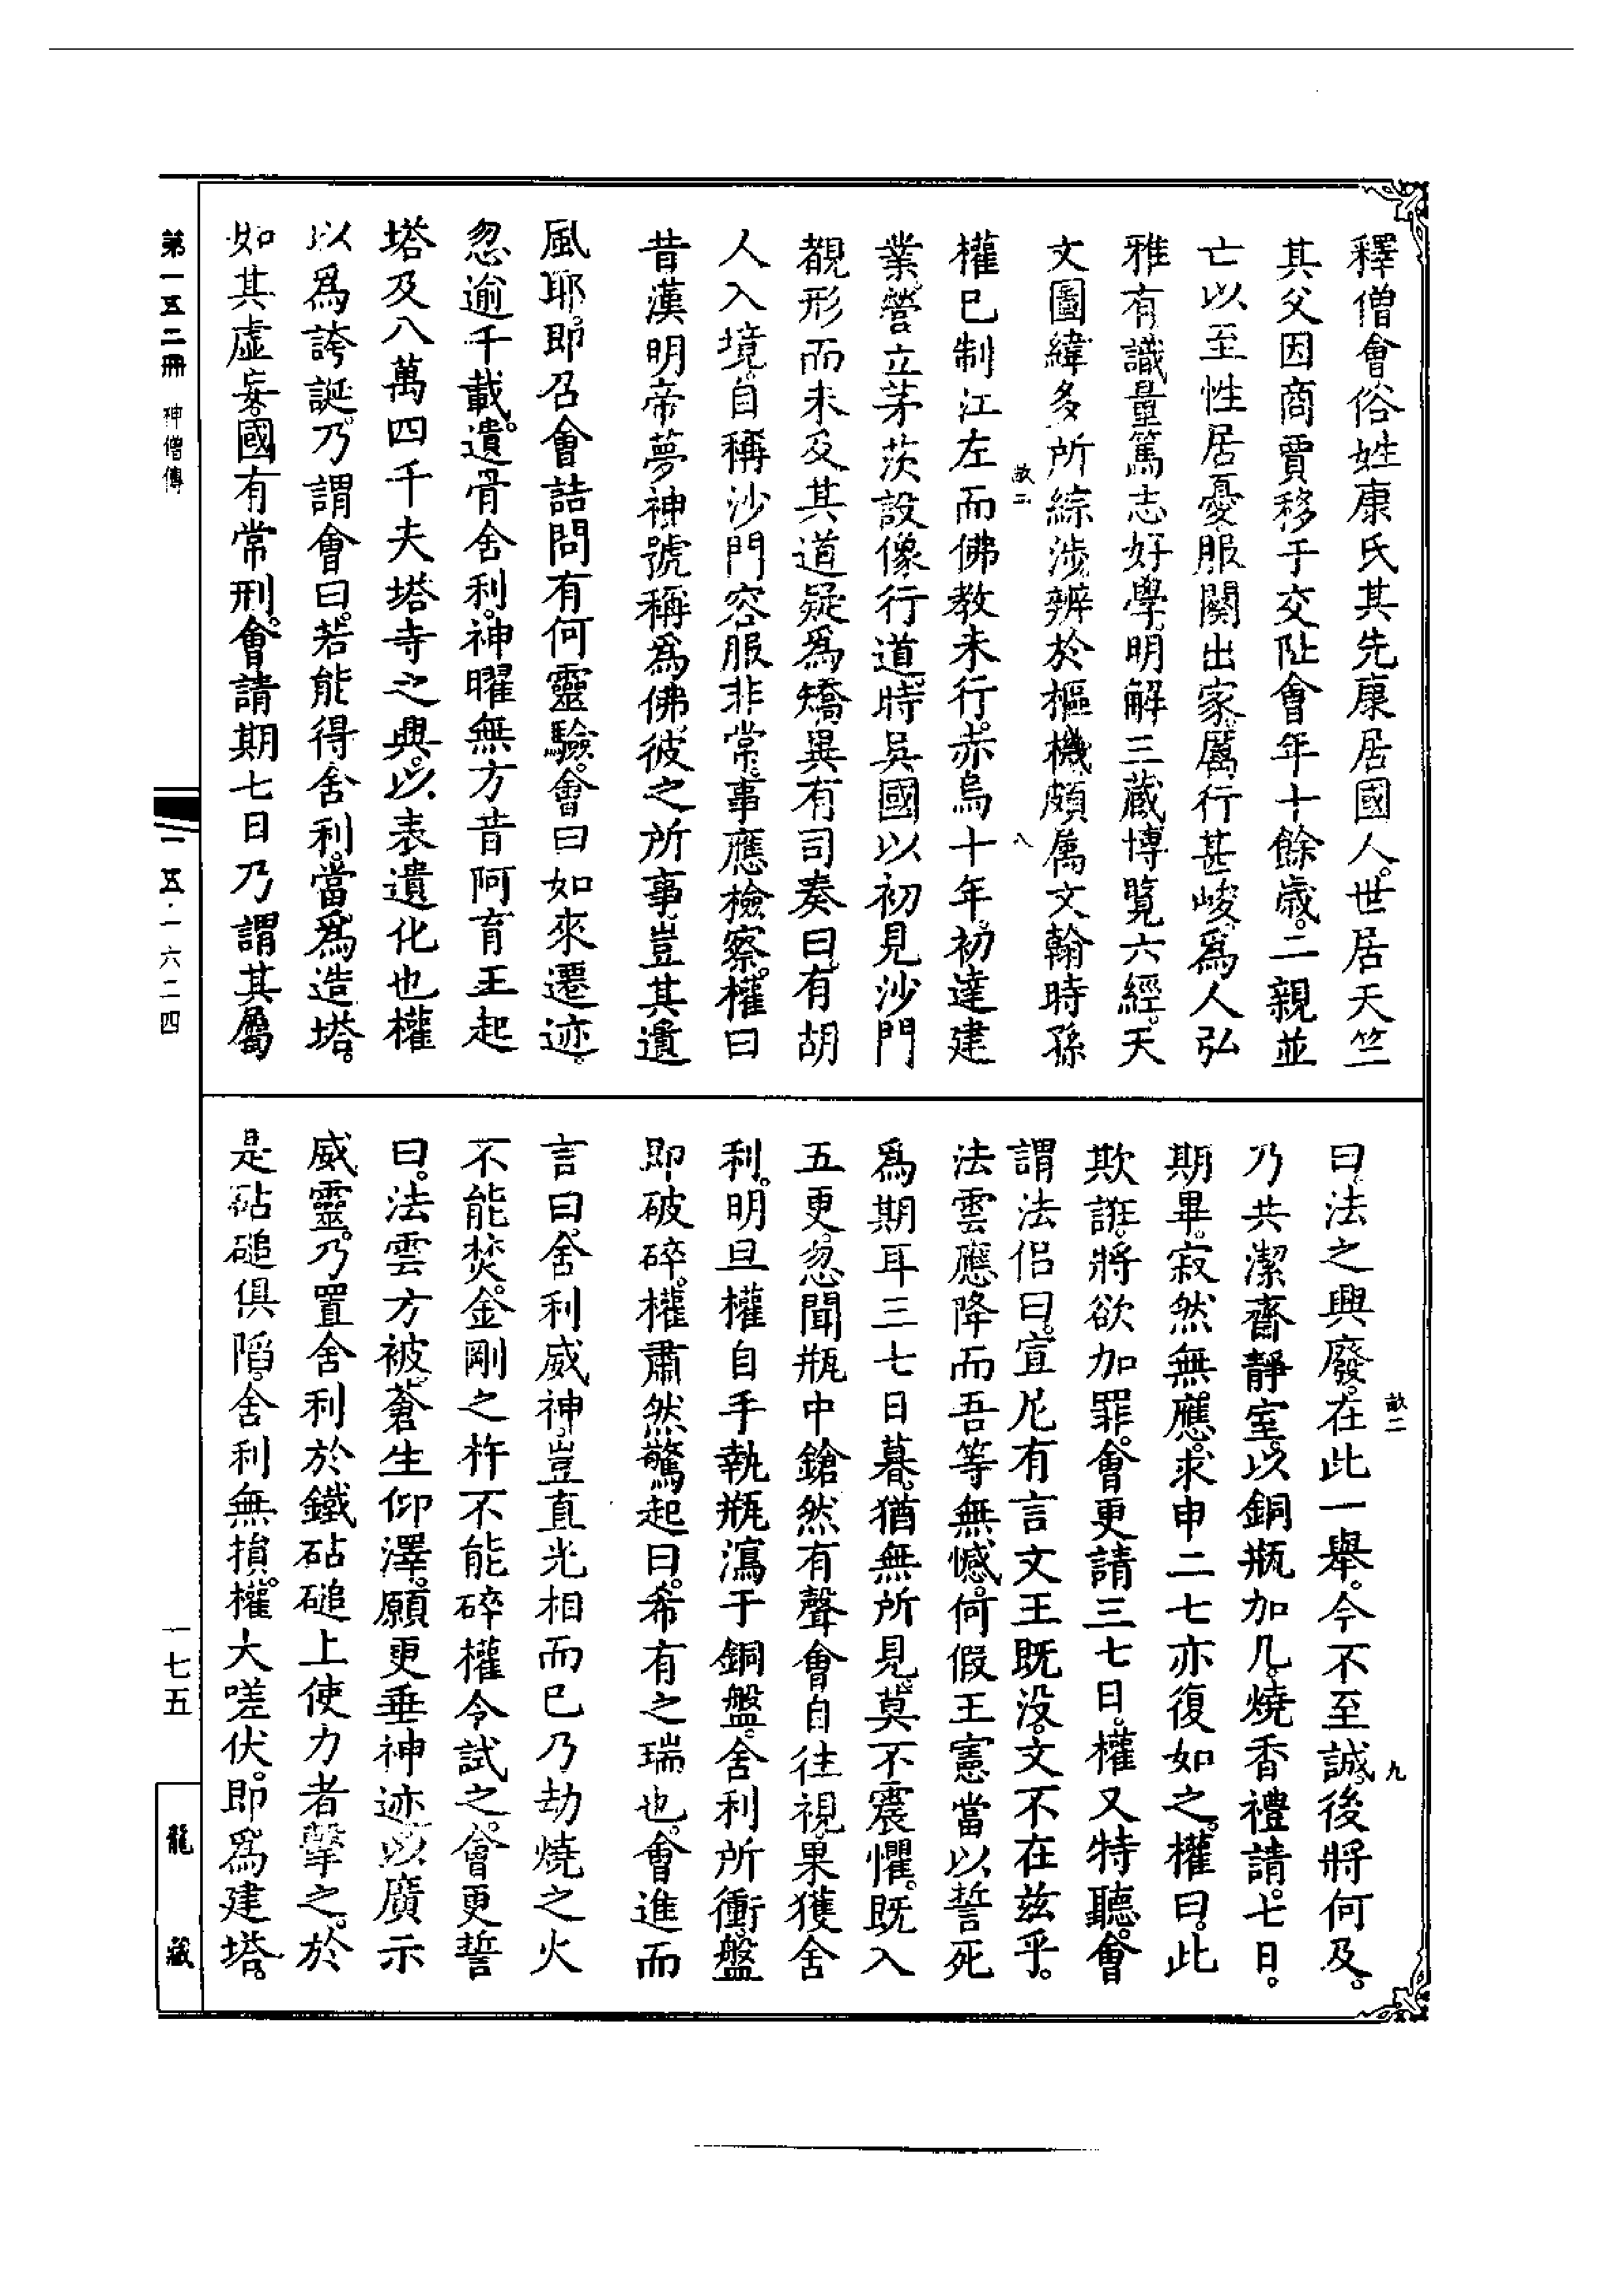 釋僧會俗姓康氏其先康居國人。世居天竺
其父因商賈移于交阯會年十餘歲。二親並
亡以至性居憂服闋出家。厲行甚峻。爲人弘
雅有識量篤志好學。明解三藏博覽六經。天
文圖緯多所綜涉辨於樞機頗屬文翰時孫
權已制江左而佛教未行。赤烏十年。初達建
業。營立茅茨設像行道。時吳國以初見沙門
覩形而未及其道疑爲矯異有司奏曰。有胡
人入境。自稱沙門容服非常。事應檢察。權曰
昔漢明帝夢神號稱爲佛。彼之所事豈其遺
風耶。即召會詰問有何靈驗。會曰如來遷迹。
忽逾千載。遺骨舍利。神曜無方昔阿育王起
塔及八萬四千夫塔寺之興。以表遺化也權
以爲誇誕。乃謂會曰。若能得舍利。當爲造塔。
如其虛妄。國有常刑。會請期七日乃謂其屬
曰。法之興廢。在此一舉。今不至誠。後將何及。
乃共潔齋靜室。以銅瓶加几。燒香禮請。七日。
期畢。寂然無應。求申二七亦復如之。權曰。此
欺誑。將欲加罪。會更請三七日。權又特聽。會
謂法侶曰。宣尼有言文王既沒。文不在茲乎。
法雲應降而吾等無憾。何假王憲當以誓死
爲期耳三七日暮。猶無所見。莫不震懼。既入
五更。忽聞瓶中鎗然有聲會自往視。果獲舍
利。明旦權自手執瓶瀉于銅盤。舍利所衝。盤
即破碎。權肅然驚起曰。希有之瑞也。會進而
言曰。舍利威神。豈直光相而已乃劫燒之火
不能焚。金剛之杵不能碎權令試之。會更誓
曰。法雲方被。蒼生仰澤。願更垂神迹。以廣示
威靈。乃置舍利於鐵砧磓上使力者擊之。於
是砧磓俱陷。舍利無損。權大嗟伏。即爲建塔。
敲二
八
敲二
九
第一五二冊 神僧傳
一五·一六二四
一七五
龍藏